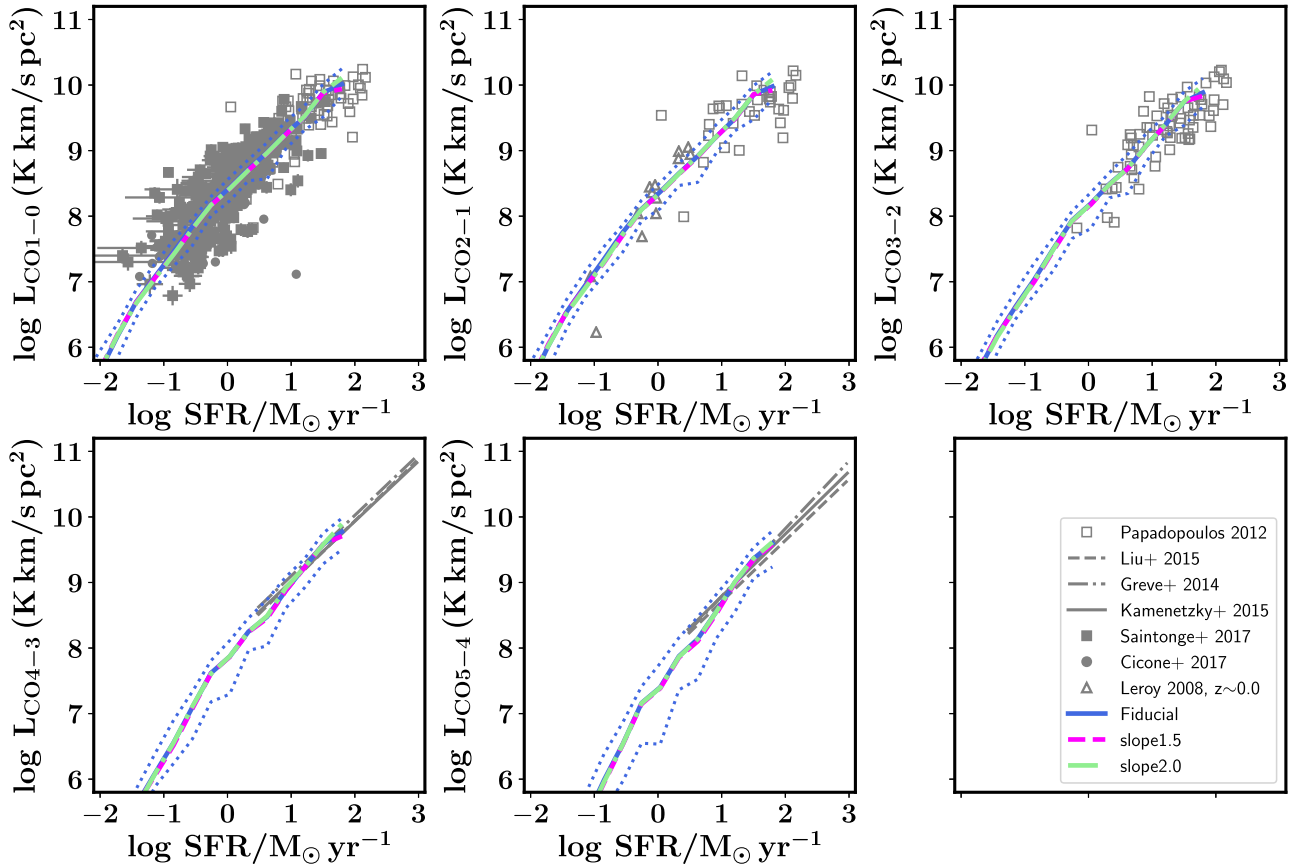 11
10
9
8
7
6
log L_CO1−0 (K km/s pc²)
−2 −1 0 1 2 3
log SFR/M⊙ yr⁻¹
11
10
9
8
7
6
log L_CO2−1 (K km/s pc²)
−2 −1 0 1 2 3
log SFR/M⊙ yr⁻¹
11
10
9
8
7
6
log L_CO3−2 (K km/s pc²)
−2 −1 0 1 2 3
log SFR/M⊙ yr⁻¹
11
10
9
8
7
6
log L_CO4−3 (K km/s pc²)
−2 −1 0 1 2 3
log SFR/M⊙ yr⁻¹
11
10
9
8
7
6
log L_CO5−4 (K km/s pc²)
−2 −1 0 1 2 3
log SFR/M⊙ yr⁻¹
Papadopoulos 2012
Liu+ 2015
Greve+ 2014
Kamenetzky+ 2015
Saintonge+ 2017
Cicone+ 2017
Leroy 2008, z∼0.0
Fiducial
slope1.5
slope2.0